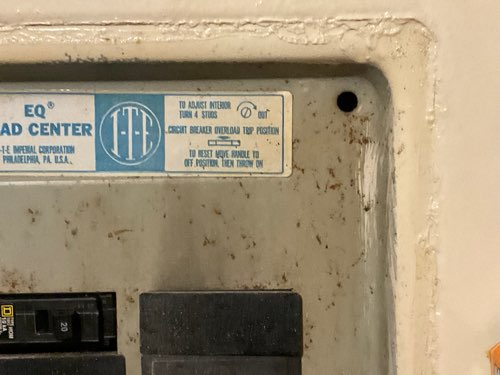 EQ®
AD CENTER
-T-E IMPERIAL CORPORATION
PHILADELPHIA, PA. U.S.A.
I-T-E
TO ADJUST INTERIOR
TURN 4 STUDS
OUT
CIRCUIT BREAKER OVERLOAD TRIP POSITION
TO RESET MOVE HANDLE TO
OFF POSITION, THEN THROW ON
20